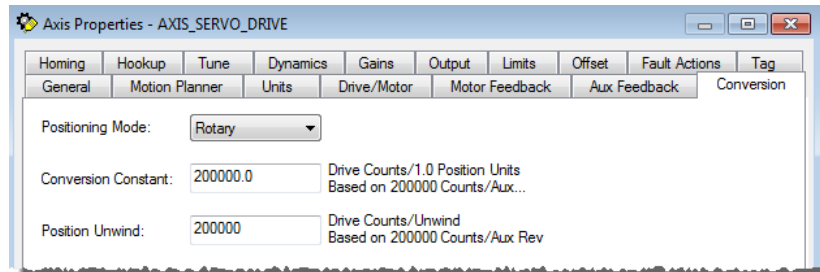 Axis Properties - AXIS_SERVO_DRIVE
Homing Hookup Tune Dynamics Gains Output Limits Offset Fault Actions Tag
General Motion Planner Units Drive/Motor Motor Feedback Aux Feedback Conversion
Positioning Mode: Rotary
Conversion Constant: 200000.0 Drive Counts/1.0 Position Units
Based on 200000 Counts/Aux...
Position Unwind: 200000 Drive Counts/Unwind
Based on 200000 Counts/Aux Rev